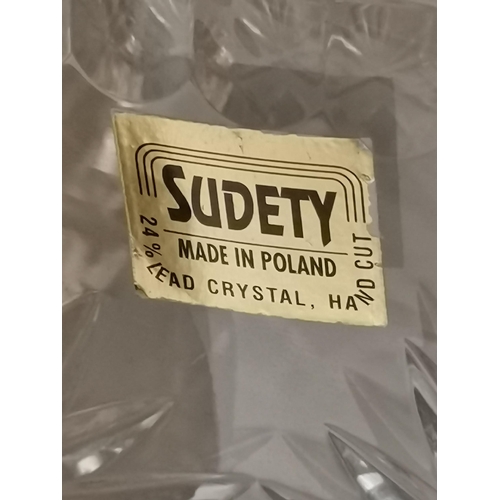 SUDETY
MADE IN POLAND
24% LEAD CRYSTAL, HAND CUT